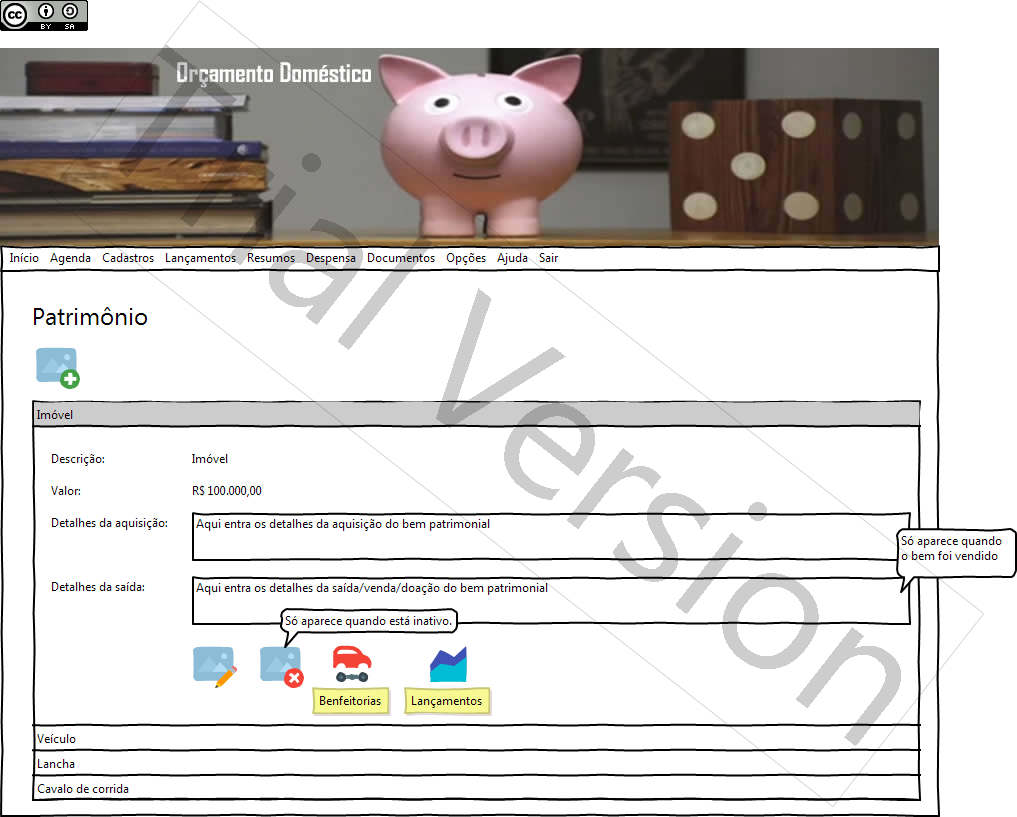 cc
BY SA
Orçamento Doméstico
Início Agenda Cadastros Lançamentos Resumos Despensa Documentos Opções Ajuda Sair
Patrimônio
Imóvel
Descrição: Imóvel
Valor: R$ 100.000,00
Detalhes da aquisição: Aqui entra os detalhes da aquisição do bem patrimonial
Só aparece quando
o bem foi vendido
Detalhes da saída: Aqui entra os detalhes da saída/venda/doação do bem patrimonial
Só aparece quando está inativo.
Benfeitorias Lançamentos
Veículo
Lancha
Cavalo de corrida
Trial Version